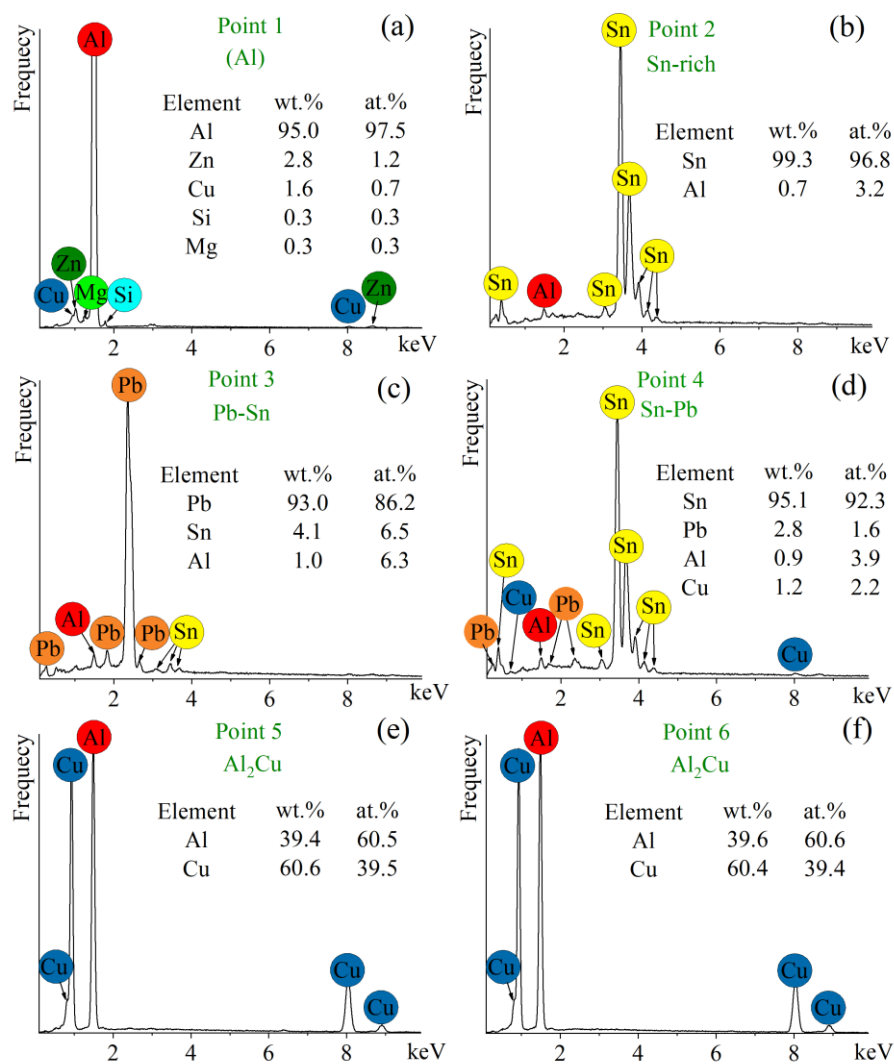 Point 1
(Al)
(a)
Frequecy
Element wt.% at.%
Al 95.0 97.5
Zn 2.8 1.2
Cu 1.6 0.7
Si 0.3 0.3
Mg 0.3 0.3
Al
Zn
Cu
Mg
Si
Cu
Zn
2 4 6 8 keV
Point 2
Sn-rich
(b)
Frequecy
Element wt.% at.%
Sn 99.3 96.8
Al 0.7 3.2
Sn
Sn
Sn
Sn
Al
Sn
2 4 6 8 keV
Point 3
Pb-Sn
(c)
Frequecy
Element wt.% at.%
Pb 93.0 86.2
Sn 4.1 6.5
Al 1.0 6.3
Pb
Al
Pb
Pb
Pb
Sn
2 4 6 8 keV
Point 4
Sn-Pb
(d)
Frequecy
Element wt.% at.%
Sn 95.1 92.3
Pb 2.8 1.6
Al 0.9 3.9
Cu 1.2 2.2
Sn
Sn
Sn
Cu
Pb
Sn
Pb
Al
Sn
Cu
2 4 6 8 keV
Point 5
Al2Cu
(e)
Frequecy
Element wt.% at.%
Al 39.4 60.5
Cu 60.6 39.5
Al
Cu
Cu
Cu
Cu
2 4 6 8 keV
Point 6
Al2Cu
(f)
Frequecy
Element wt.% at.%
Al 39.6 60.6
Cu 60.4 39.4
Al
Cu
Cu
Cu
Cu
2 4 6 8 keV